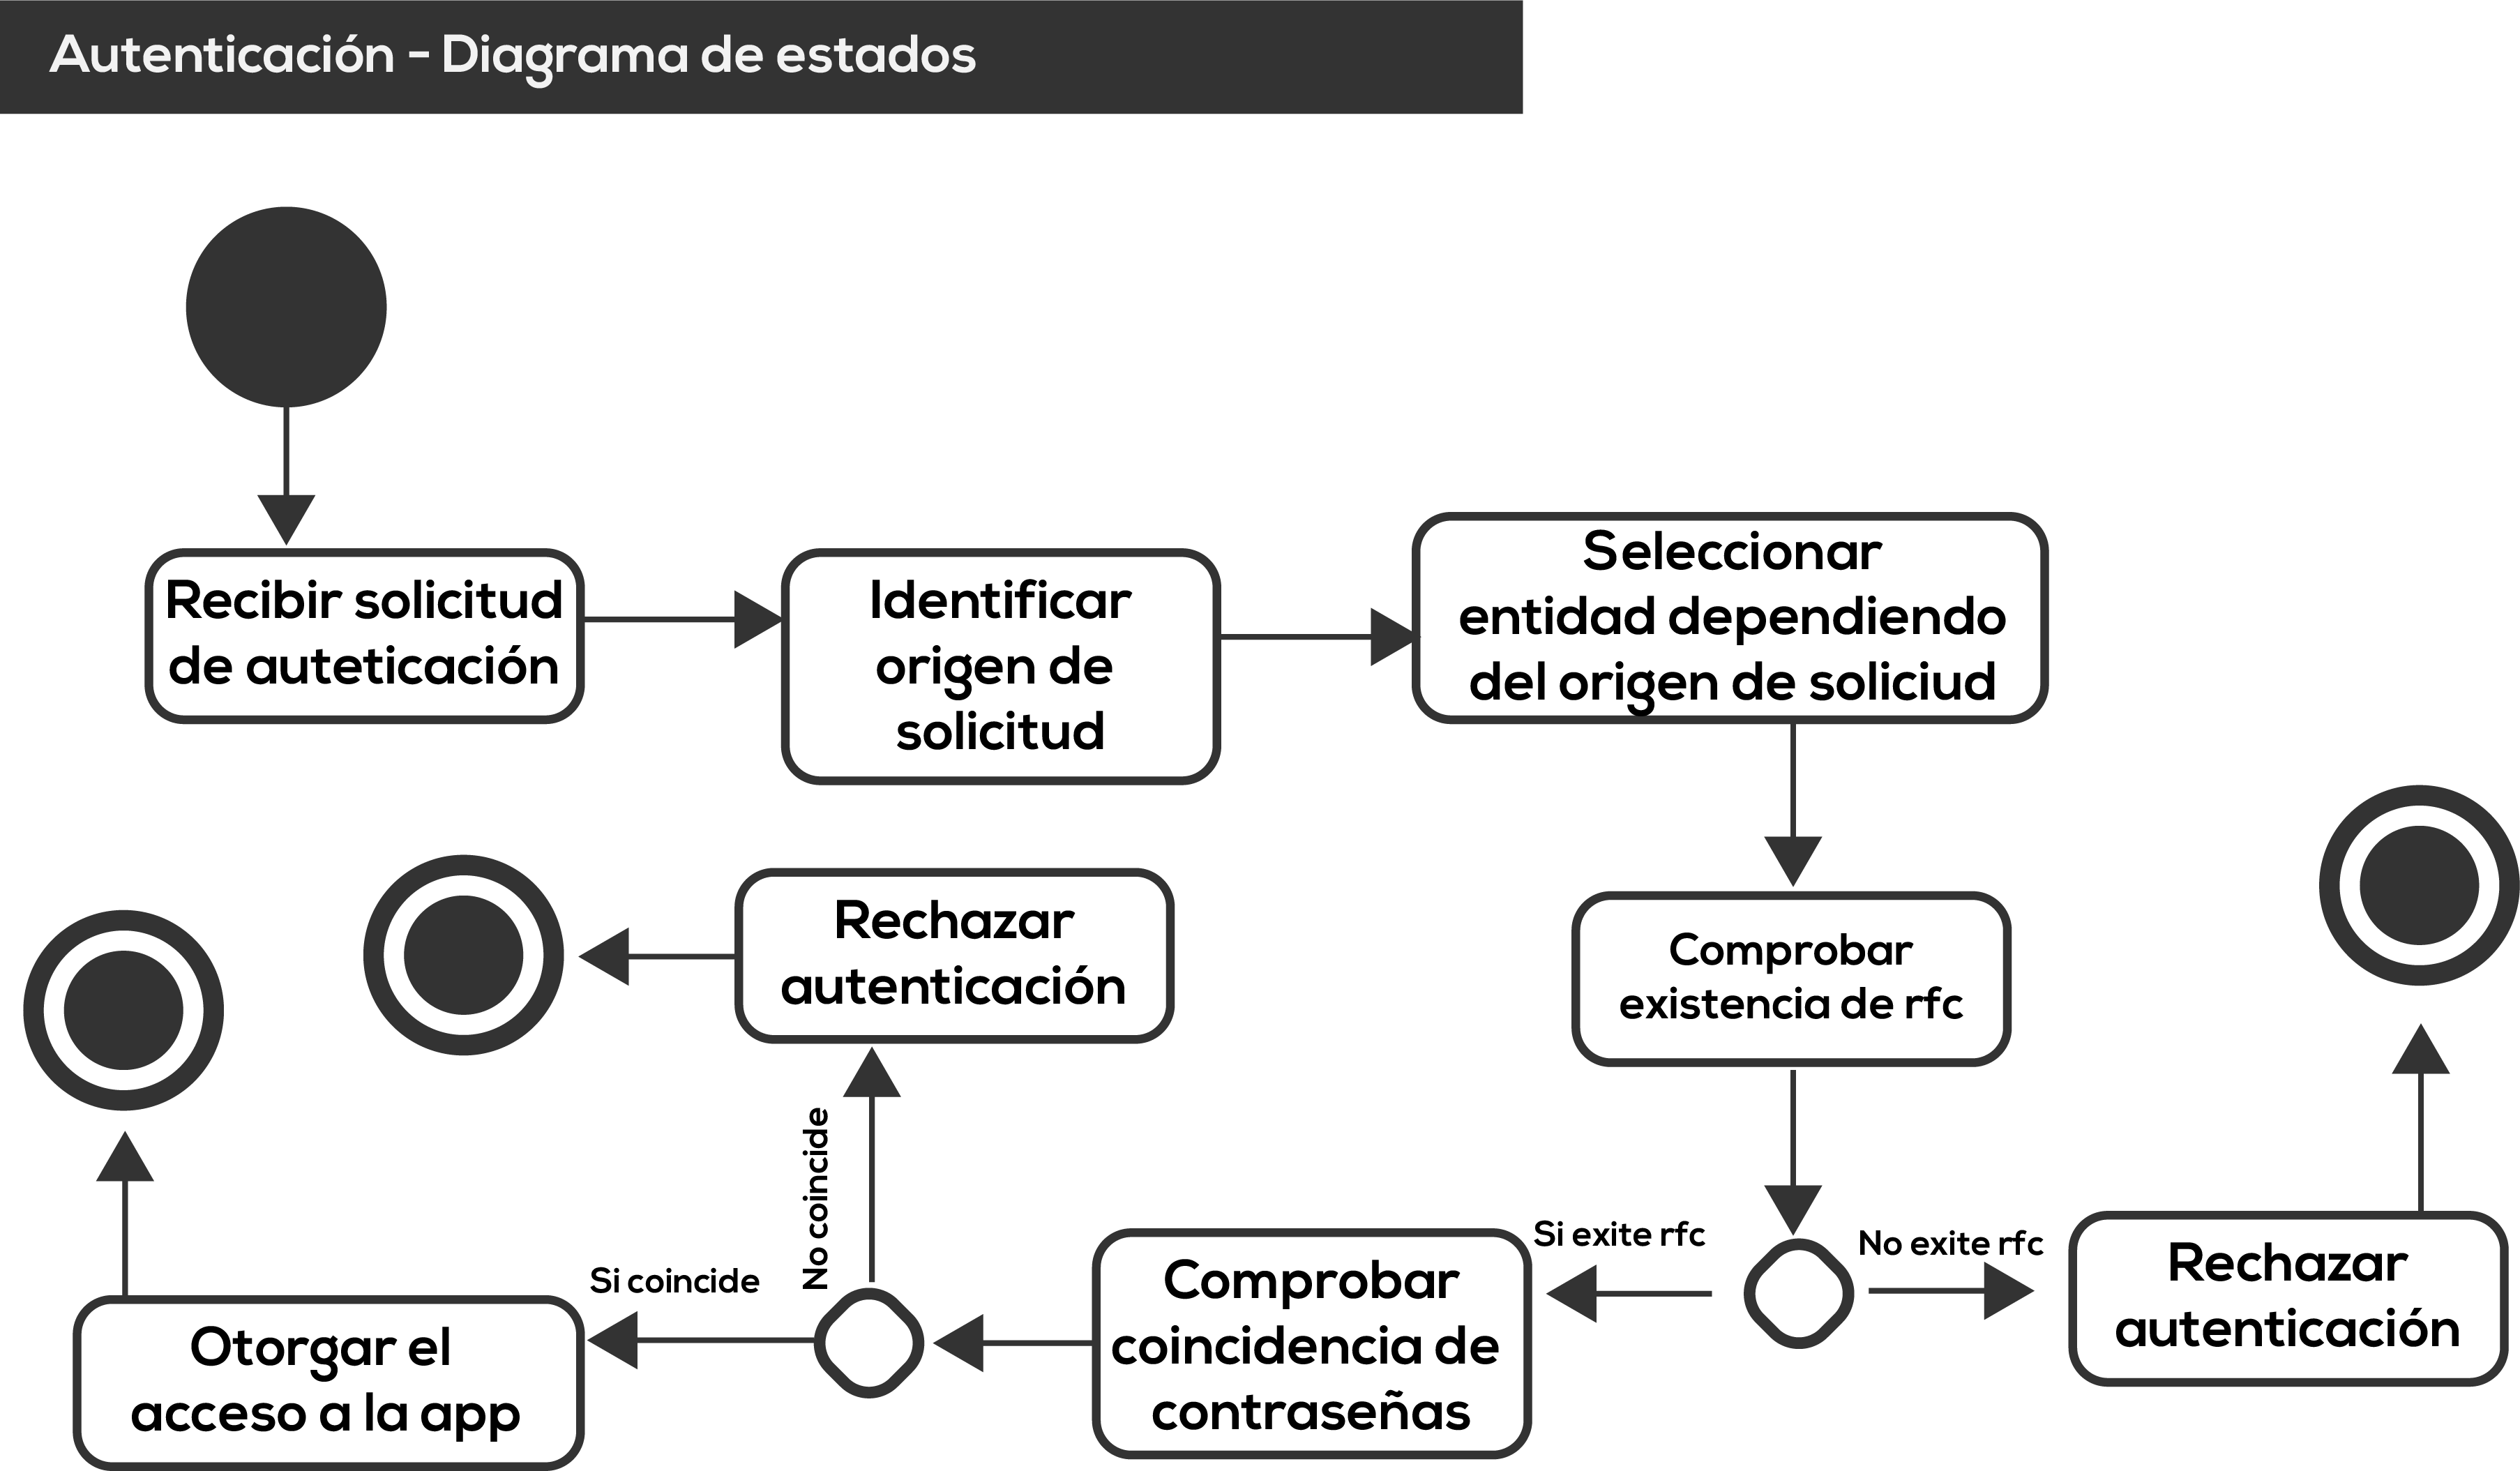 Autenticación - Diagrama de estados
Recibir solicitud
de auteticación
Identificar
origen de
solicitud
Seleccionar
entidad dependiendo
del origen de soliciud
Comprobar
existencia de rfc
Si exite rfc
No exite rfc
Rechazar
autenticación
Comprobar
coincidencia de
contraseñas
No coincide
Si coincide
Rechazar
autenticación
Otorgar el
acceso a la app